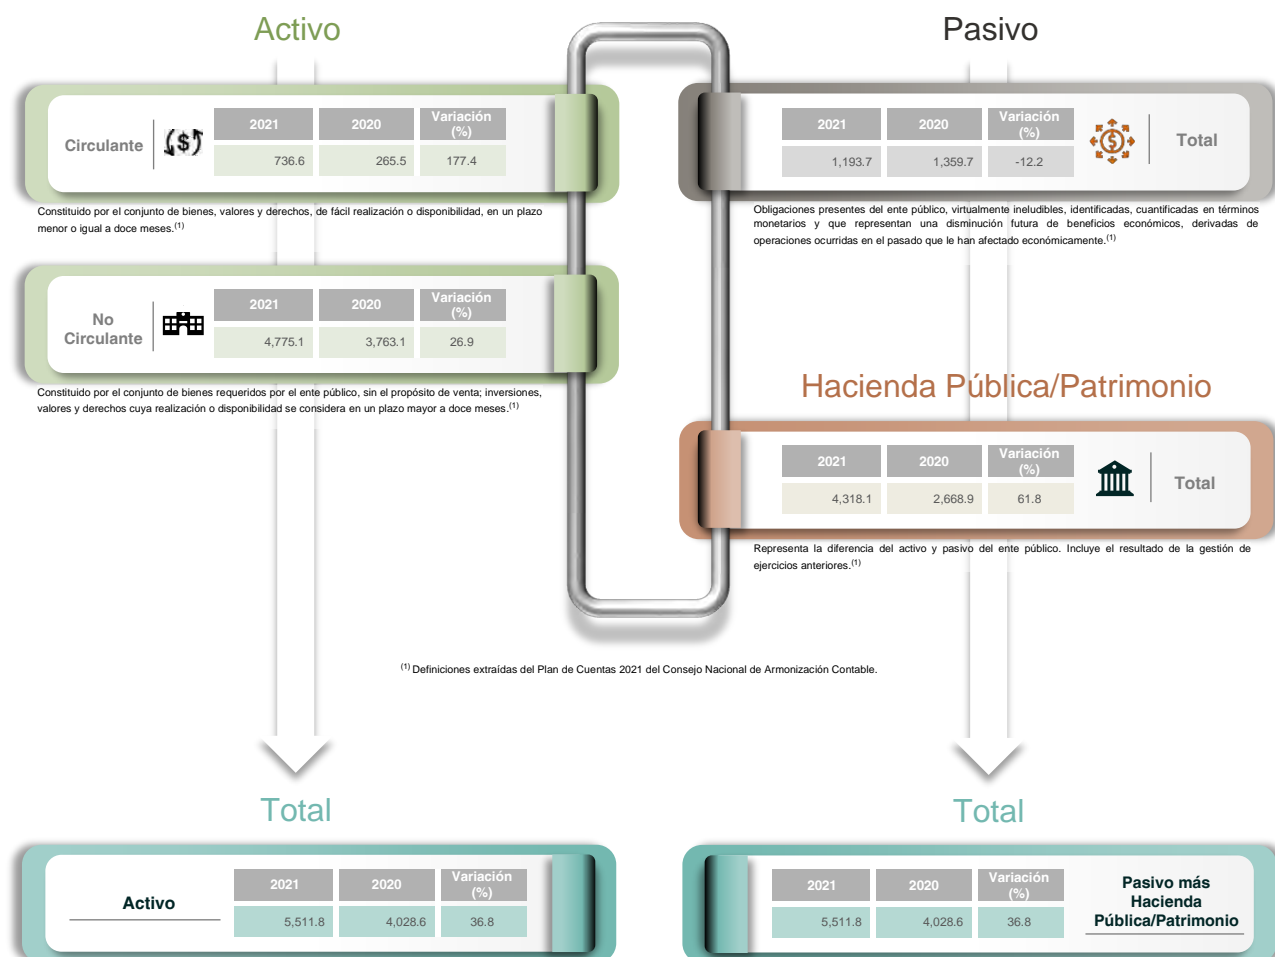 Activo
Circulante
2021 2020 Variación (%)
736.6 265.5 177.4
Constituido por el conjunto de bienes, valores y derechos, de fácil realización o disponibilidad, en un plazo
menor o igual a doce meses.(1)
No
Circulante
2021 2020 Variación (%)
4,775.1 3,763.1 26.9
Constituido por el conjunto de bienes requeridos por el ente público, sin el propósito de venta; inversiones,
valores y derechos cuya realización o disponibilidad se considera en un plazo mayor a doce meses.(1)
Pasivo
2021 2020 Variación (%)
1,193.7 1,359.7 -12.2
Total
Obligaciones presentes del ente público, virtualmente ineludibles, identificadas, cuantificadas en términos
monetarios y que representan una disminución futura de beneficios económicos, derivadas de
operaciones ocurridas en el pasado que le han afectado económicamente.(1)
Hacienda Pública/Patrimonio
2021 2020 Variación (%)
4,318.1 2,668.9 61.8
Total
Representa la diferencia del activo y pasivo del ente público. Incluye el resultado de la gestión de
ejercicios anteriores.(1)
(1) Definiciones extraídas del Plan de Cuentas 2021 del Consejo Nacional de Armonización Contable.
Total
Activo
2021 2020 Variación (%)
5,511.8 4,028.6 36.8
Total
2021 2020 Variación (%)
5,511.8 4,028.6 36.8
Pasivo más
Hacienda
Pública/Patrimonio